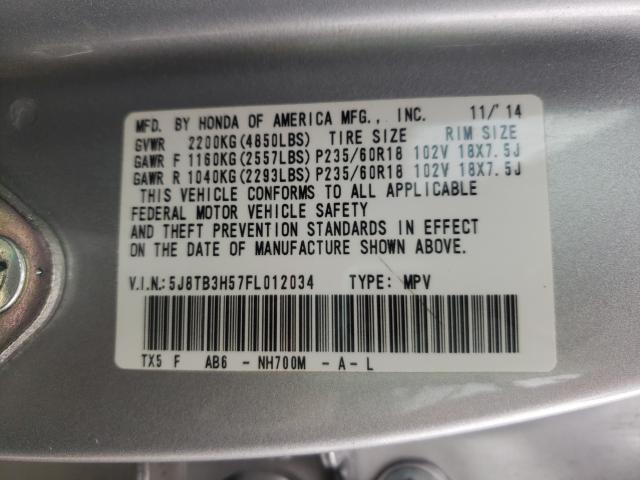 MFD. BY HONDA OF AMERICA MFG., INC. 11/'14
GVWR 2200KG(4850LBS) TIRE SIZE RIM SIZE
GAWR F 1160KG(2557LBS) P235/60R18 102V 18X7.5J
GAWR R 1040KG(2293LBS) P235/60R18 102V 18X7.5J
THIS VEHICLE CONFORMS TO ALL APPLICABLE
FEDERAL MOTOR VEHICLE SAFETY
AND THEFT PREVENTION STANDARDS IN EFFECT
ON THE DATE OF MANUFACTURE SHOWN ABOVE.
V.I.N.:5J8TB3H57FL012034 TYPE: MPV
TX5 F AB6 - NH700M - A - L